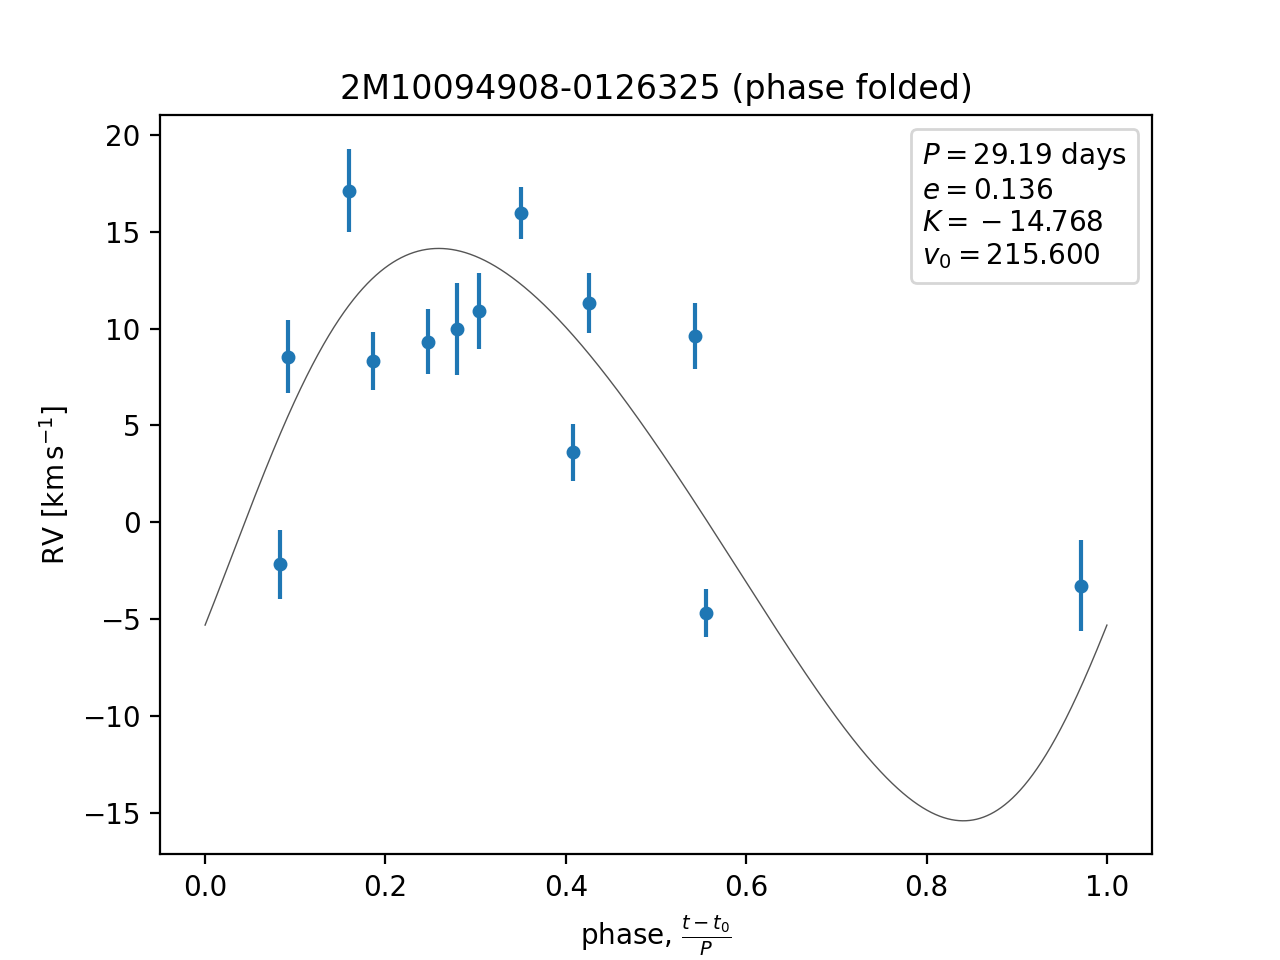 2M10094908-0126325 (phase folded)
P = 29.19 days
e = 0.136
K = −14.768
v₀ = 215.600
20
15
10
5
0
−5
−10
−15
RV [km s⁻¹]
0.0 0.2 0.4 0.6 0.8 1.0
phase, (t − t₀)/P